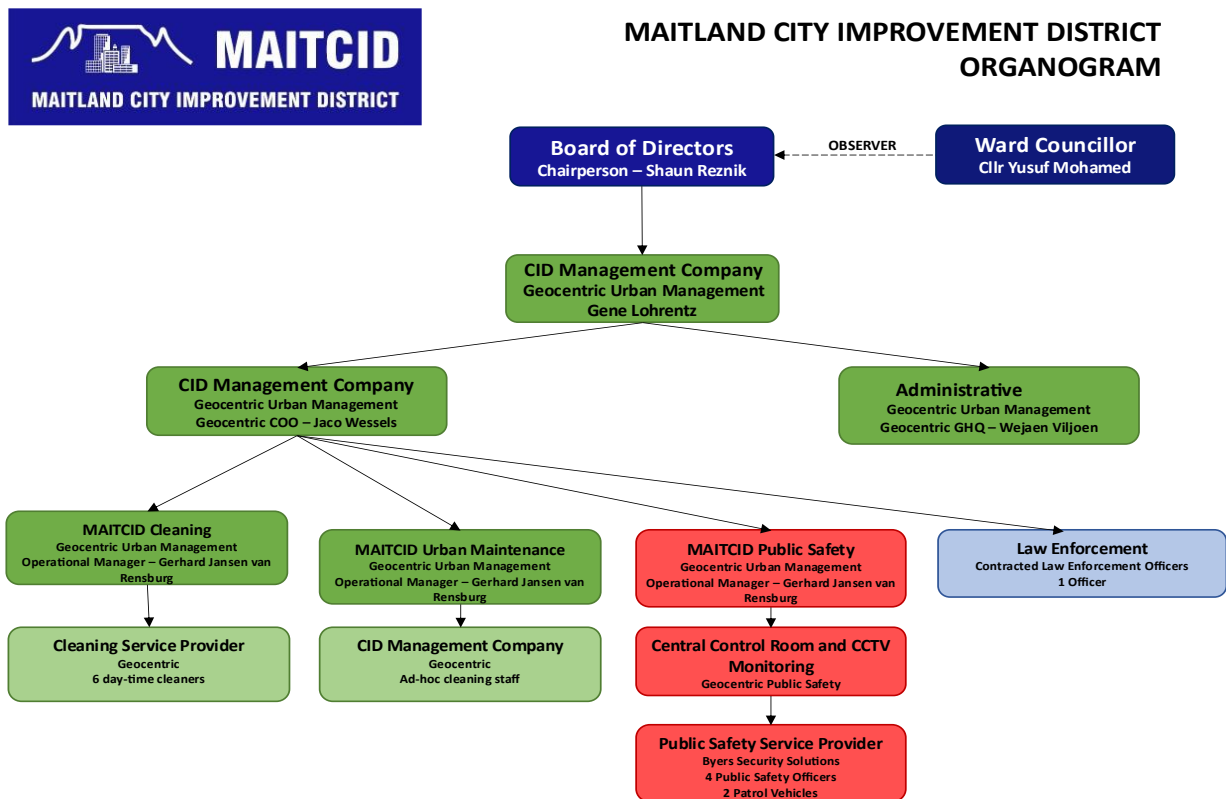 MAITCID
MAITLAND CITY IMPROVEMENT DISTRICT
MAITLAND CITY IMPROVEMENT DISTRICT
ORGANOGRAM
Board of Directors
Chairperson – Shaun Reznik
OBSERVER
Ward Councillor
Cllr Yusuf Mohamed
CID Management Company
Geocentric Urban Management
Gene Lohrentz
CID Management Company
Geocentric Urban Management
Geocentric COO – Jaco Wessels
Administrative
Geocentric Urban Management
Geocentric GHQ – Wejaen Viljoen
MAITCID Cleaning
Geocentric Urban Management
Operational Manager – Gerhard Jansen van
Rensburg
MAITCID Urban Maintenance
Geocentric Urban Management
Operational Manager – Gerhard Jansen van
Rensburg
MAITCID Public Safety
Geocentric Urban Management
Operational Manager – Gerhard Jansen van
Rensburg
Law Enforcement
Contracted Law Enforcement Officers
1 Officer
Cleaning Service Provider
Geocentric
6 day-time cleaners
CID Management Company
Geocentric
Ad-hoc cleaning staff
Central Control Room and CCTV
Monitoring
Geocentric Public Safety
Public Safety Service Provider
Byers Security Solutions
4 Public Safety Officers
2 Patrol Vehicles